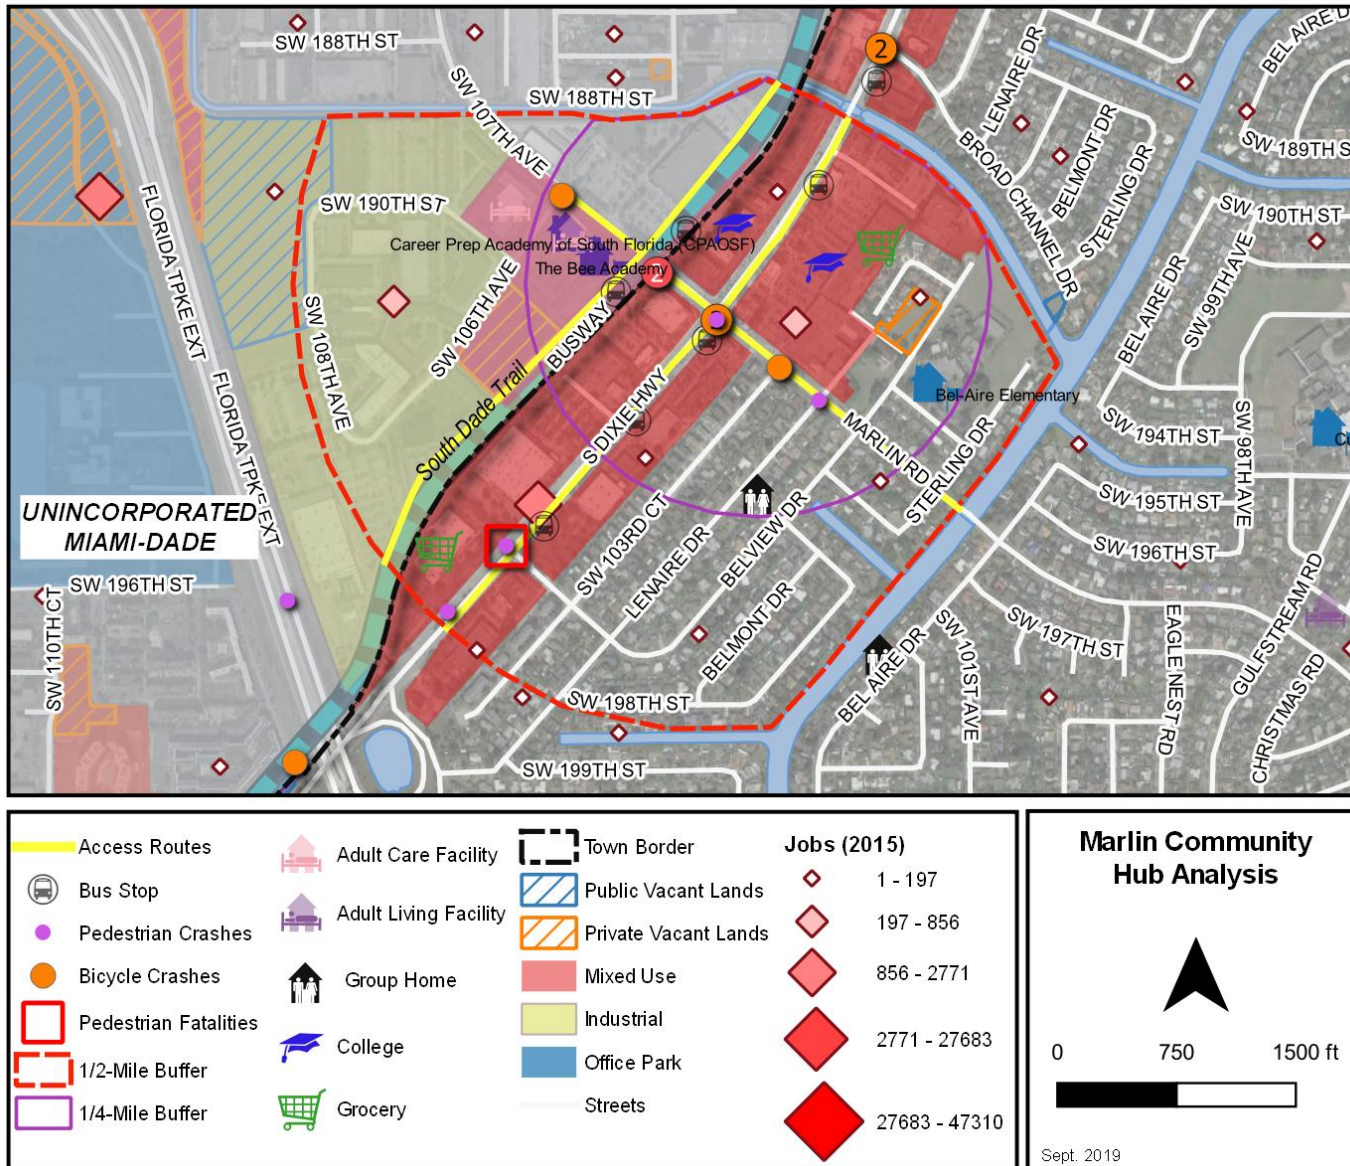 SW 188TH ST
SW 188TH ST
SW 107TH AVE
SW 190TH ST
Career Prep Academy of South Florida (CPAOSF)
The Bee Academy
SW 106TH AVE
SW 108TH AVE
BUSWAY
South Dade Trail
S DIXIE HWY
FLORIDA TPKE EXT
FLORIDA TPKE EXT
UNINCORPORATED
MIAMI-DADE
SW 196TH ST
SW 110TH CT
2
2
LENAIRE DR
BELMONT DR
STERLING DR
BROAD CHANNEL DR
BEL AIRE D
SW 189TH S
SW 190TH ST
SW 99TH AVE
BEL AIRE DR
Bel-Aire Elementary
MARLIN RD
STERLING DR
SW 194TH ST
SW 98TH AVE
SW 195TH ST
SW 196TH ST
SW 103RD CT
LENAIRE DR
BELVIEW DR
BELMONT DR
SW 198TH ST
SW 199TH ST
BEL AIRE DR
SW 101ST AVE
SW 197TH ST
EAGLE NEST RD
GULFSTREAM RD
CHRISTMAS RD
Access Routes
Bus Stop
Pedestrian Crashes
Bicycle Crashes
Pedestrian Fatalities
1/2-Mile Buffer
1/4-Mile Buffer
Adult Care Facility
Adult Living Facility
Group Home
College
Grocery
Town Border
Public Vacant Lands
Private Vacant Lands
Mixed Use
Industrial
Office Park
Streets
Jobs (2015)
1 - 197
197 - 856
856 - 2771
2771 - 27683
27683 - 47310
Marlin Community
Hub Analysis
0 750 1500 ft
Sept. 2019